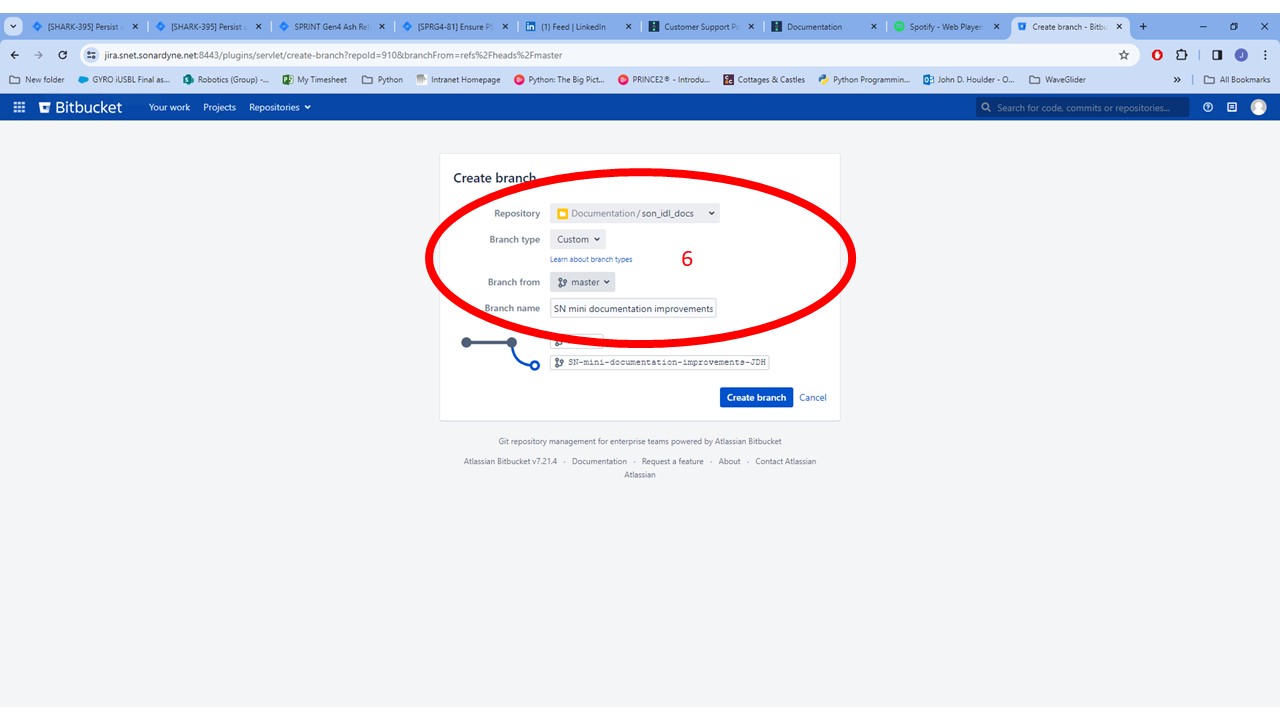 [SHARK-395] Persist
[SHARK-395] Persist
SPRINT Gen4 Ash Rel
[SPRG4-81] Ensure PS
(1) Feed | LinkedIn
Customer Support Po
Documentation
Spotify - Web Player
Create branch - Bitbu
jira.snet.sonardyne.net:8443/plugins/servlet/create-branch?repoId=910&branchFrom=refs%2Fheads%2Fmaster
J
New folder
GYRO iUSBL Final as...
Robotics (Group) -...
My Timesheet
Python
Intranet Homepage
Python: The Big Pict...
PRINCE2® - Introdu...
Cottages & Castles
Python Programmin...
John D. Houlder - O...
WaveGlider
»
All Bookmarks
Bitbucket
Your work
Projects
Repositories
Search for code, commits or repositories...
Create branch
Repository
Documentation / son_idl_docs
Branch type
Custom
Learn about branch types
6
Branch from
master
Branch name
SN mini documentation improvements
SN-mini-documentation-improvements-JDH
Create branch Cancel
Git repository management for enterprise teams powered by Atlassian Bitbucket
Atlassian Bitbucket v7.21.4 · Documentation · Request a feature · About · Contact Atlassian
Atlassian